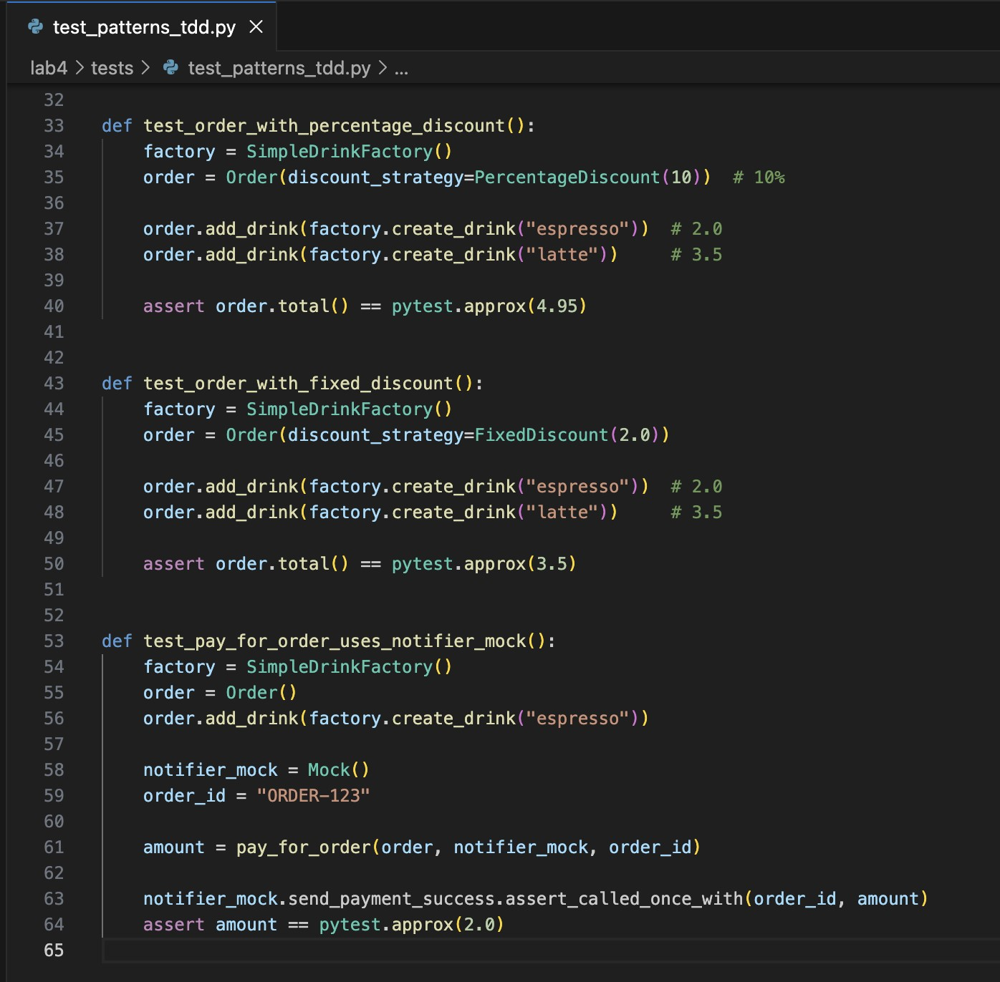 test_patterns_tdd.py
lab4 > tests > test_patterns_tdd.py > ...
32
33 def test_order_with_percentage_discount():
34     factory = SimpleDrinkFactory()
35     order = Order(discount_strategy=PercentageDiscount(10))  # 10%
36
37     order.add_drink(factory.create_drink("espresso"))  # 2.0
38     order.add_drink(factory.create_drink("latte"))     # 3.5
39
40     assert order.total() == pytest.approx(4.95)
41
42
43 def test_order_with_fixed_discount():
44     factory = SimpleDrinkFactory()
45     order = Order(discount_strategy=FixedDiscount(2.0))
46
47     order.add_drink(factory.create_drink("espresso"))  # 2.0
48     order.add_drink(factory.create_drink("latte"))     # 3.5
49
50     assert order.total() == pytest.approx(3.5)
51
52
53 def test_pay_for_order_uses_notifier_mock():
54     factory = SimpleDrinkFactory()
55     order = Order()
56     order.add_drink(factory.create_drink("espresso"))
57
58     notifier_mock = Mock()
59     order_id = "ORDER-123"
60
61     amount = pay_for_order(order, notifier_mock, order_id)
62
63     notifier_mock.send_payment_success.assert_called_once_with(order_id, amount)
64     assert amount == pytest.approx(2.0)
65